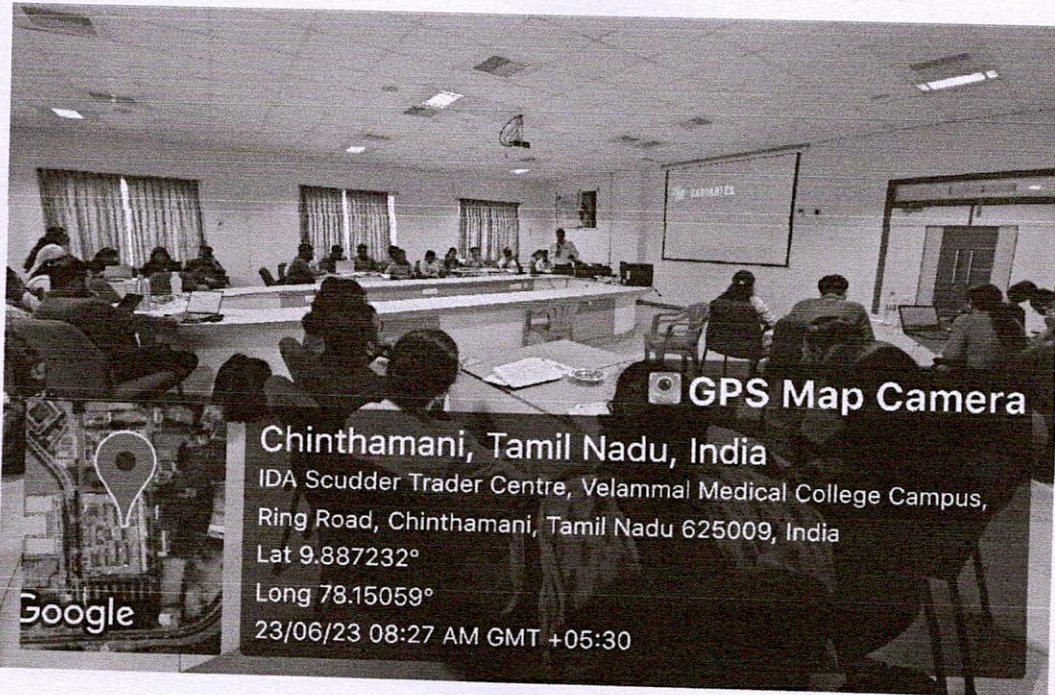 VARIABLES
GPS Map Camera
Chinthamani, Tamil Nadu, India
IDA Scudder Trader Centre, Velammal Medical College Campus,
Ring Road, Chinthamani, Tamil Nadu 625009, India
Lat 9.887232°
Long 78.15059°
23/06/23 08:27 AM GMT +05:30
Google